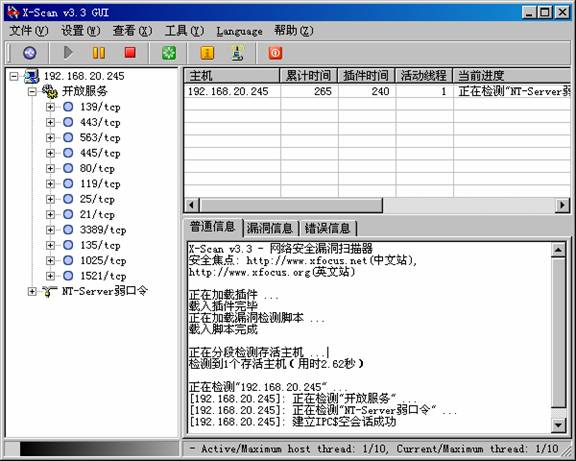 X-Scan v3.3 GUI
文件(V) 设置(W) 查看(X) 工具(Y) Language 帮助(Z)
192.168.20.245
开放服务
139/tcp
443/tcp
563/tcp
445/tcp
80/tcp
119/tcp
25/tcp
21/tcp
3389/tcp
135/tcp
1025/tcp
1521/tcp
NT-Server弱口令
主机 累计时间 插件时间 活动线程 当前进度
192.168.20.245 265 240 1 正在检测"NT-Server弱
普通信息 漏洞信息 错误信息
X-Scan v3.3 - 网络安全漏洞扫描器
安全焦点: http://www.xfocus.net(中文站),
http://www.xfocus.org(英文站)
正在加载插件 ...
载入插件完毕
正在加载漏洞检测脚本 ...
载入脚本完成
正在分段检测存活主机 ...
检测到1个存活主机(用时2.62秒)
正在检测"192.168.20.245" ...
[192.168.20.245]: 正在检测"开放服务" ...
[192.168.20.245]: 正在检测"NT-Server弱口令" ...
[192.168.20.245]: 建立IPC$空会话成功
- Active/Maximum host thread: 1/10, Current/Maximum thread: 1/10